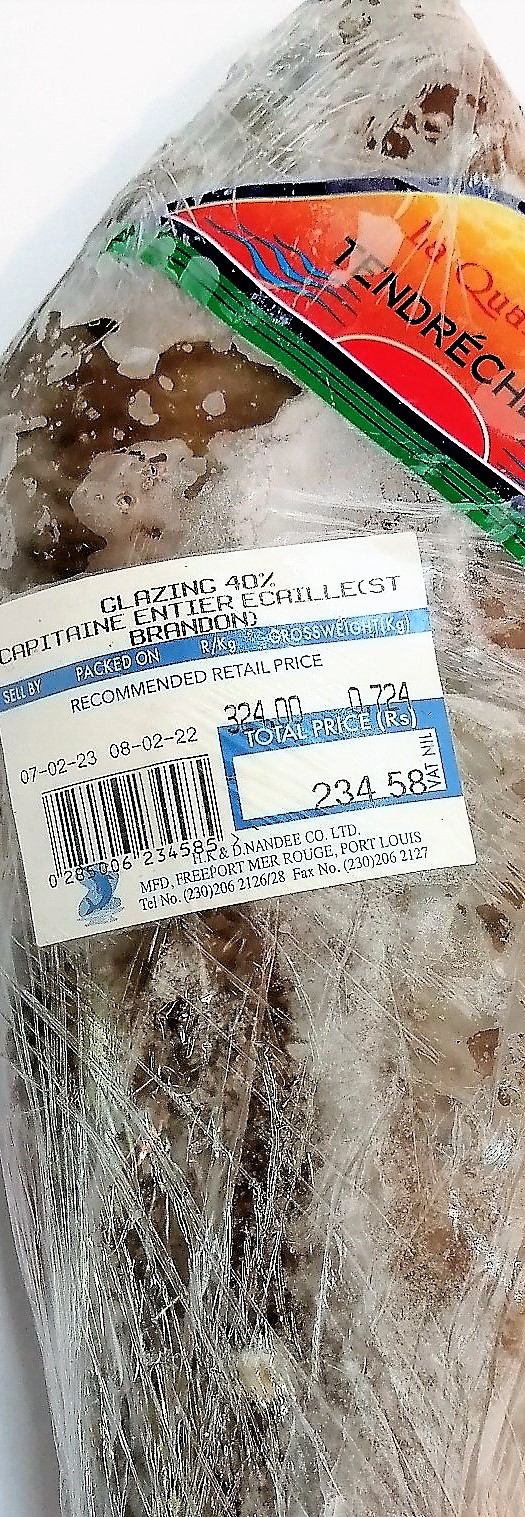 La Qua
TENDRÉCH
GLAZING 40%
CAPITAINE ENTIER ECAILLE(ST
BRANDON)
SELL BY PACKED ON R/Kg GROSSWEIGHT(Kg)
RECOMMENDED RETAIL PRICE
324.00 0.724
07-02-23 08-02-22
TOTAL PRICE (Rs)
234.58
VAT NIL
0 285006 234585 >
H.K & D.NANDEE CO. LTD.
MFD, FREEPORT MER ROUGE, PORT LOUIS
Tel No. (230)206 2126/28 Fax No. (230)206 2127